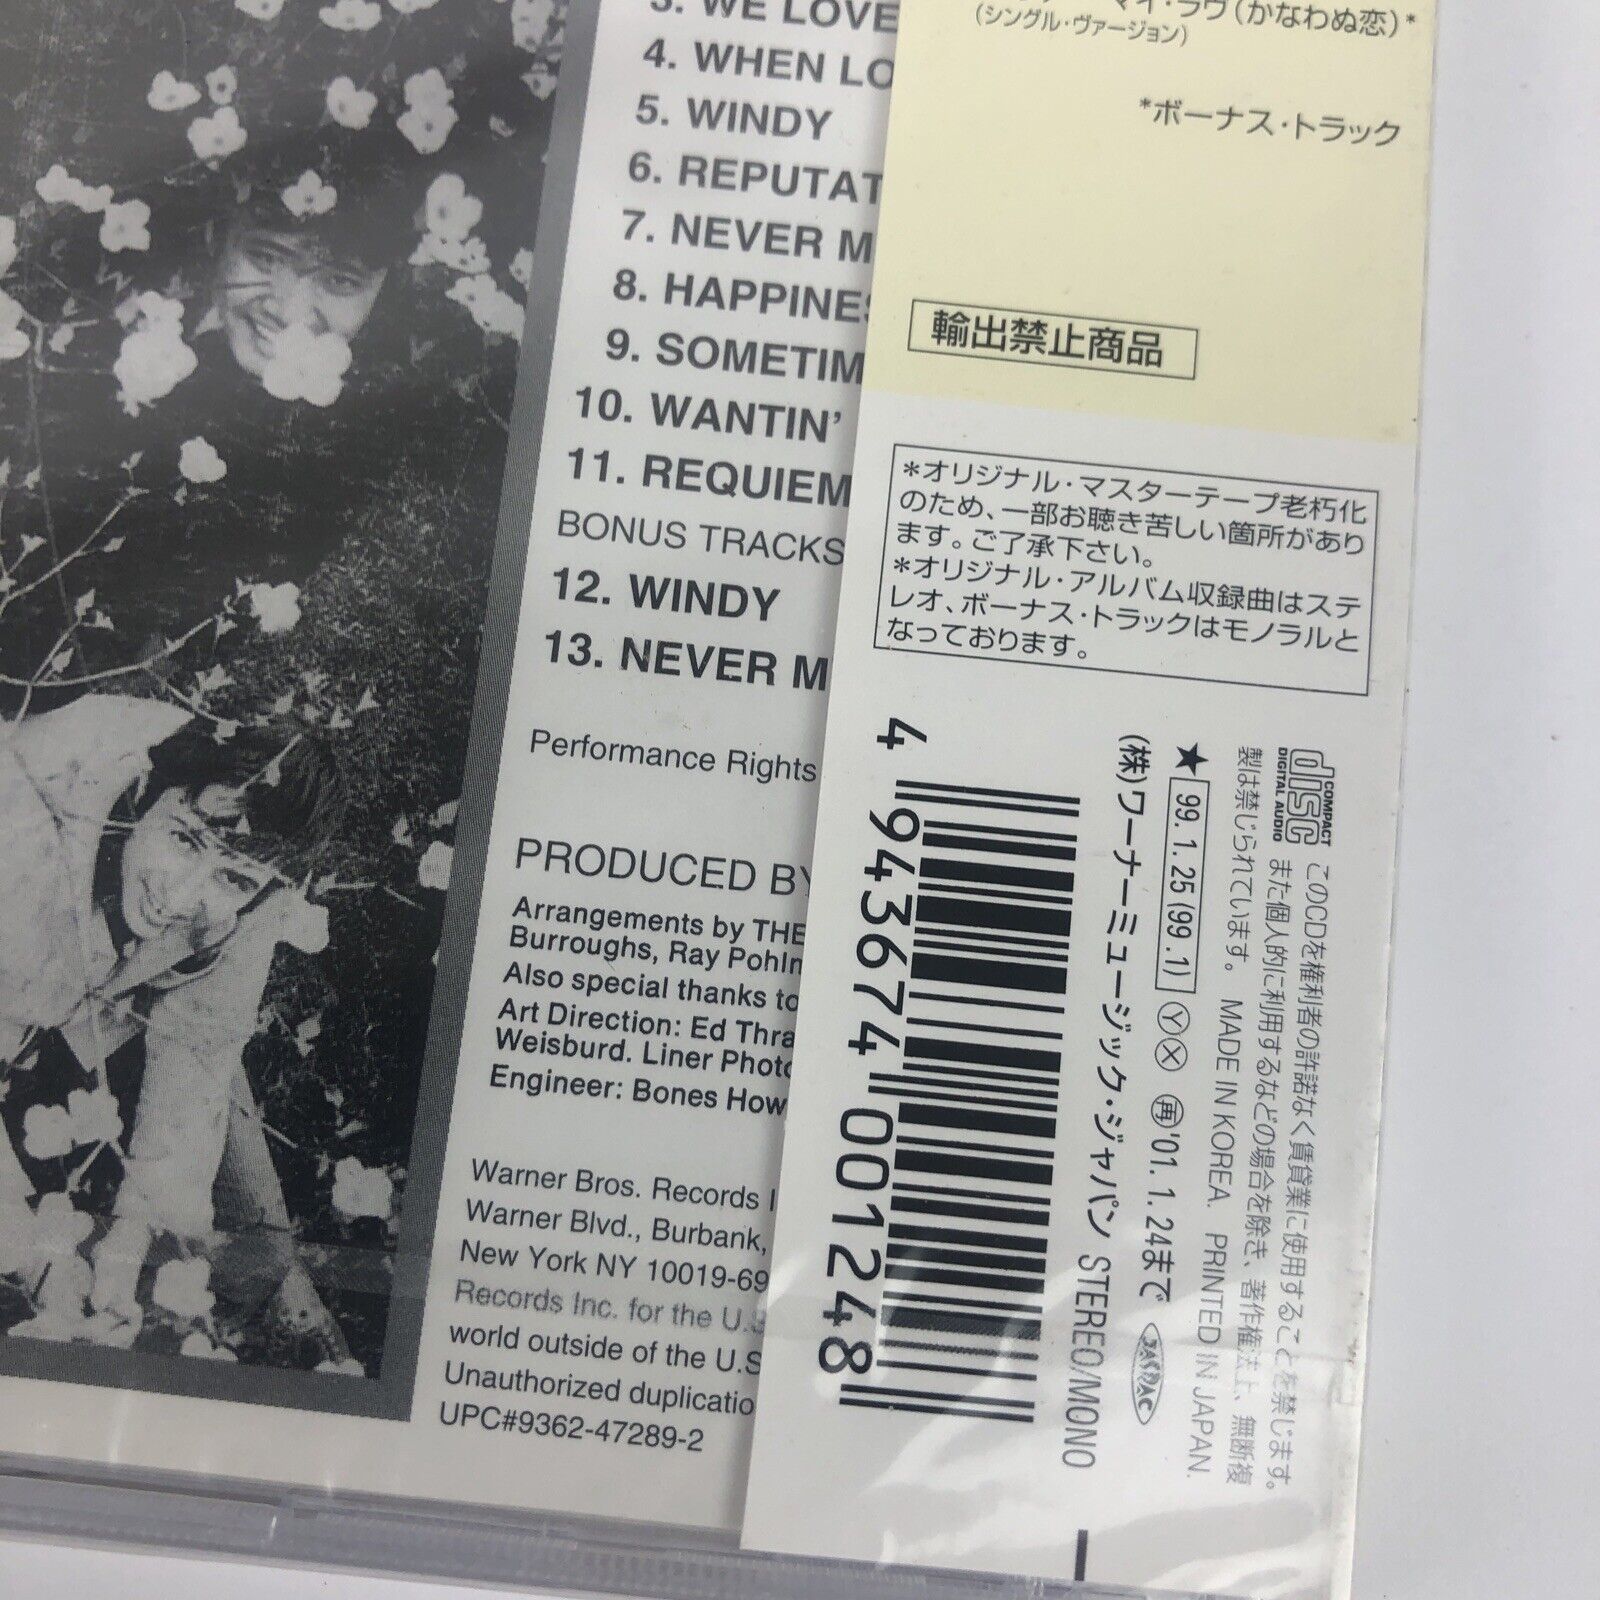 3. WE LOVE
4. WHEN LO
5. WINDY
6. REPUTAT
7. NEVER M
8. HAPPINES
9. SOMETIM
10. WANTIN'
11. REQUIEM
BONUS TRACKS
12. WINDY
13. NEVER M
Performance Rights
PRODUCED BY
Arrangements by THE
Burroughs, Ray Pohlm
Also special thanks to
Art Direction: Ed Thra
Weisburd. Liner Photo
Engineer: Bones How
Warner Bros. Records I
Warner Blvd., Burbank,
New York NY 10019-69
Records Inc. for the U.S
world outside of the U.S
Unauthorized duplicatio
UPC#9362-47289-2
マイ・ラヴ(かなわぬ恋)*
(シングル・ヴァージョン)
*ボーナス・トラック
輸出禁止商品
*オリジナル・マスターテープ老朽化
のため、一部お聴き苦しい箇所があり
ます。ご了承下さい。
*オリジナル・アルバム収録曲はステ
レオ、ボーナス・トラックはモノラルと
なっております。
COMPACT
disc
DIGITAL AUDIO
このCDを権利者の許諾なく賃貸業に使用することを禁じます。
また個人的に利用するなどの場合を除き、著作権法上、無断複
製は禁じられています。 MADE IN KOREA. PRINTED IN JAPAN.
★ 99.1.25(99.1) Ⓨ Ⓧ ㊞'01.1.24まで JASRAC
(株)ワーナーミュージック・ジャパン STEREO/MONO
4 943674 001248